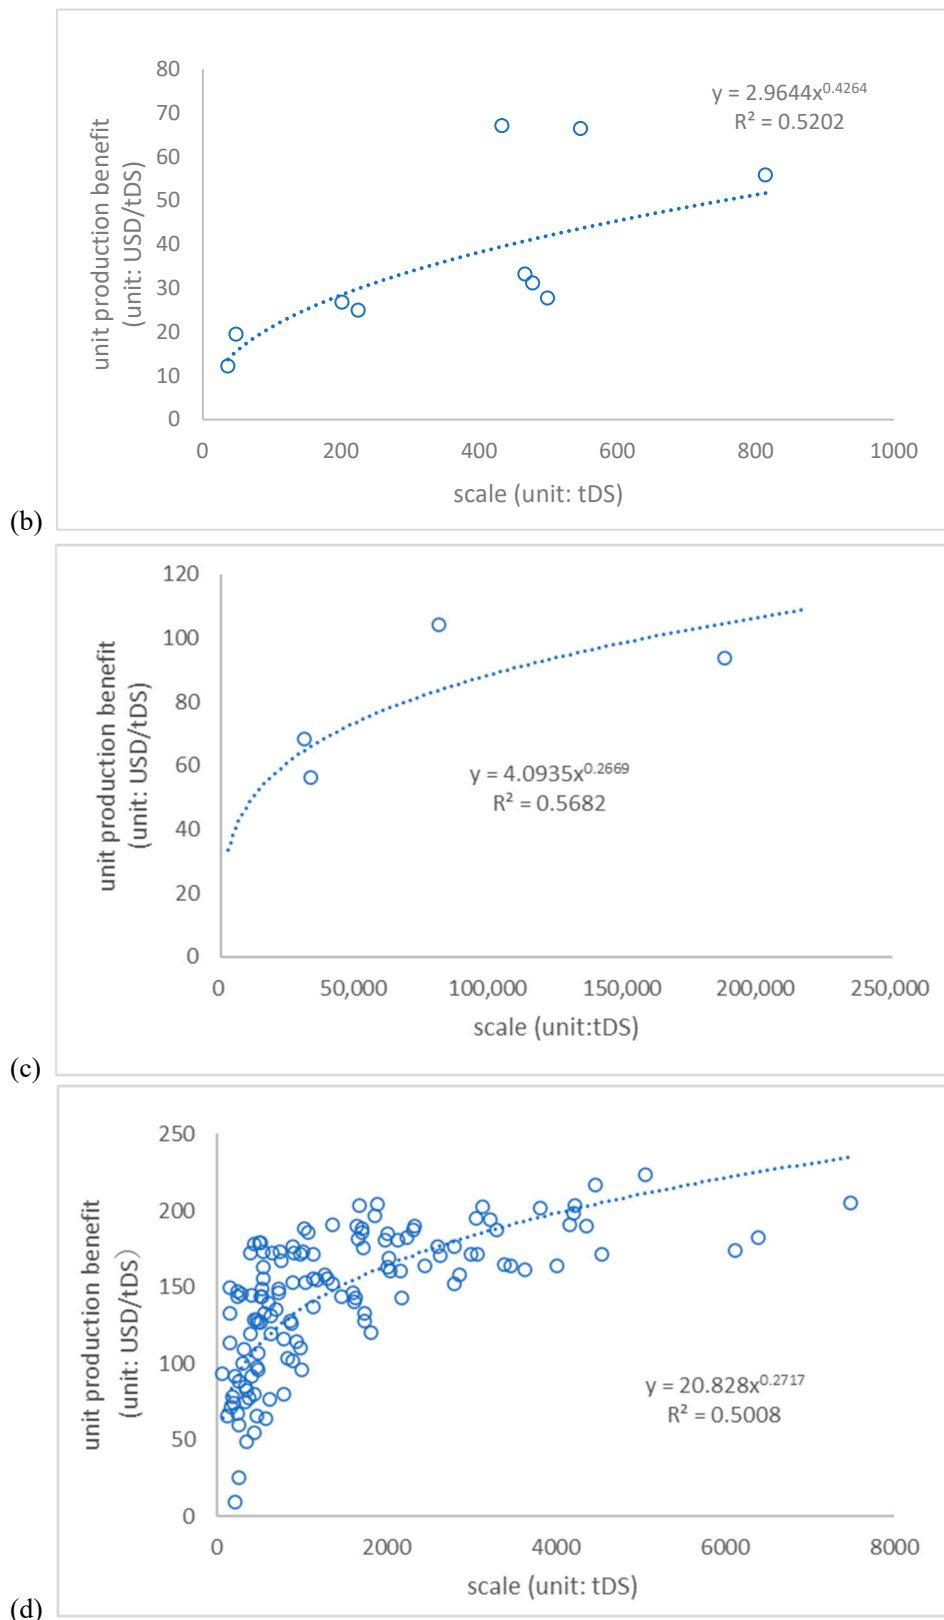 80
70
60
50
40
30
20
10
0
unit production benefit
(unit: USD/tDS)
y = 2.9644x^0.4264
R² = 0.5202
0 200 400 600 800 1000
scale (unit: tDS)
(b)
120
100
80
60
40
20
0
unit production benefit
(unit: USD/tDS)
y = 4.0935x^0.2669
R² = 0.5682
0 50,000 100,000 150,000 200,000 250,000
scale (unit:tDS)
(c)
250
200
150
100
50
0
unit production benefit
(unit: USD/tDS)
y = 20.828x^0.2717
R² = 0.5008
0 2000 4000 6000 8000
scale (unit: tDS)
(d)